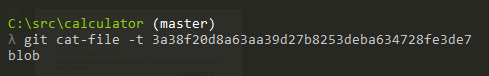 C:\src\calculator (master)
λ git cat-file -t 3a38f20d8a63aa39d27b8253deba634728fe3de7
blob